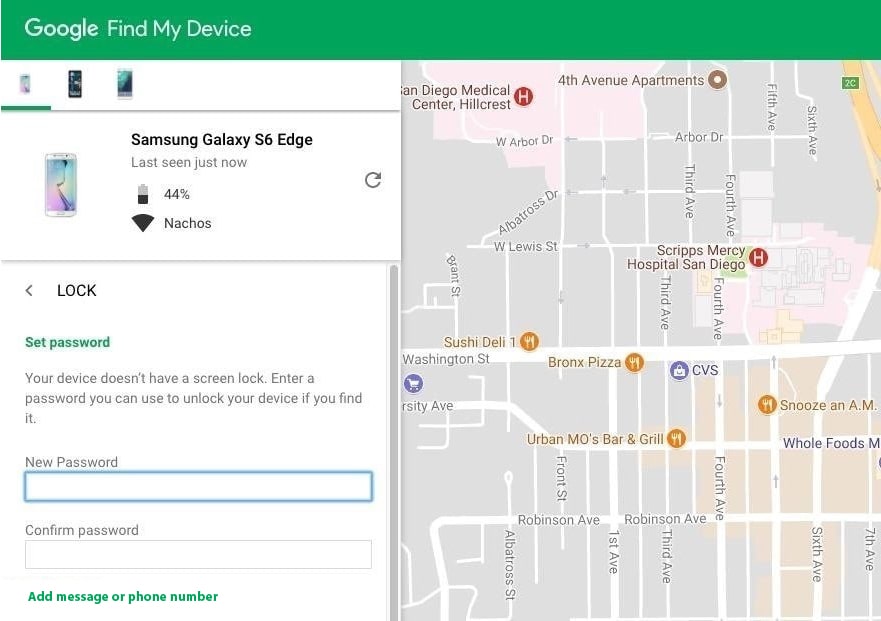 Google Find My Device
Samsung Galaxy S6 Edge
Last seen just now
44%
Nachos
LOCK
Set password
Your device doesn't have a screen lock. Enter a
password you can use to unlock your device if you find
it.
New Password
Confirm password
Add message or phone number
4th Avenue Apartments
San Diego Medical
Center, Hillcrest
H
2C
Fifth Ave
Sixth Ave
W Arbor Dr
Arbor Dr
Third Ave
Fourth Ave
Albatross Dr
W Lewis St
Scripps Mercy
Hospital San Diego
H
Brant St
Third Ave
Fourth Ave
Sushi Deli 1
Washington St
Bronx Pizza
CVS
rsity Ave
Snooze an A.M.
Urban MO's Bar & Grill
Whole Foods M
Front St
Fourth Ave
Robinson Ave
Robinson Ave
Albatross St
1st Ave
Third Ave
Sixth Ave
7th Ave